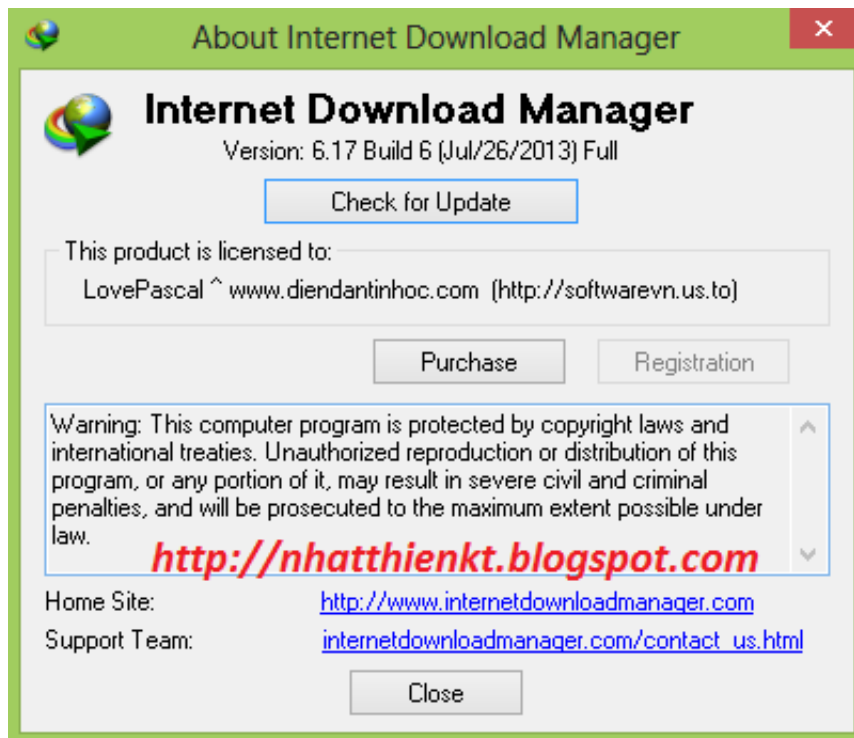 About Internet Download Manager
Internet Download Manager
Version: 6.17 Build 6 (Jul/26/2013) Full
Check for Update
This product is licensed to:
LovePascal ^ www.diendantinhoc.com (http://softwarevn.us.to)
Purchase Registration
Warning: This computer program is protected by copyright laws and
international treaties. Unauthorized reproduction or distribution of this
program, or any portion of it, may result in severe civil and criminal
penalties, and will be prosecuted to the maximum extent possible under
law.
http://nhatthienkt.blogspot.com
Home Site: http://www.internetdownloadmanager.com
Support Team: internetdownloadmanager.com/contact_us.html
Close